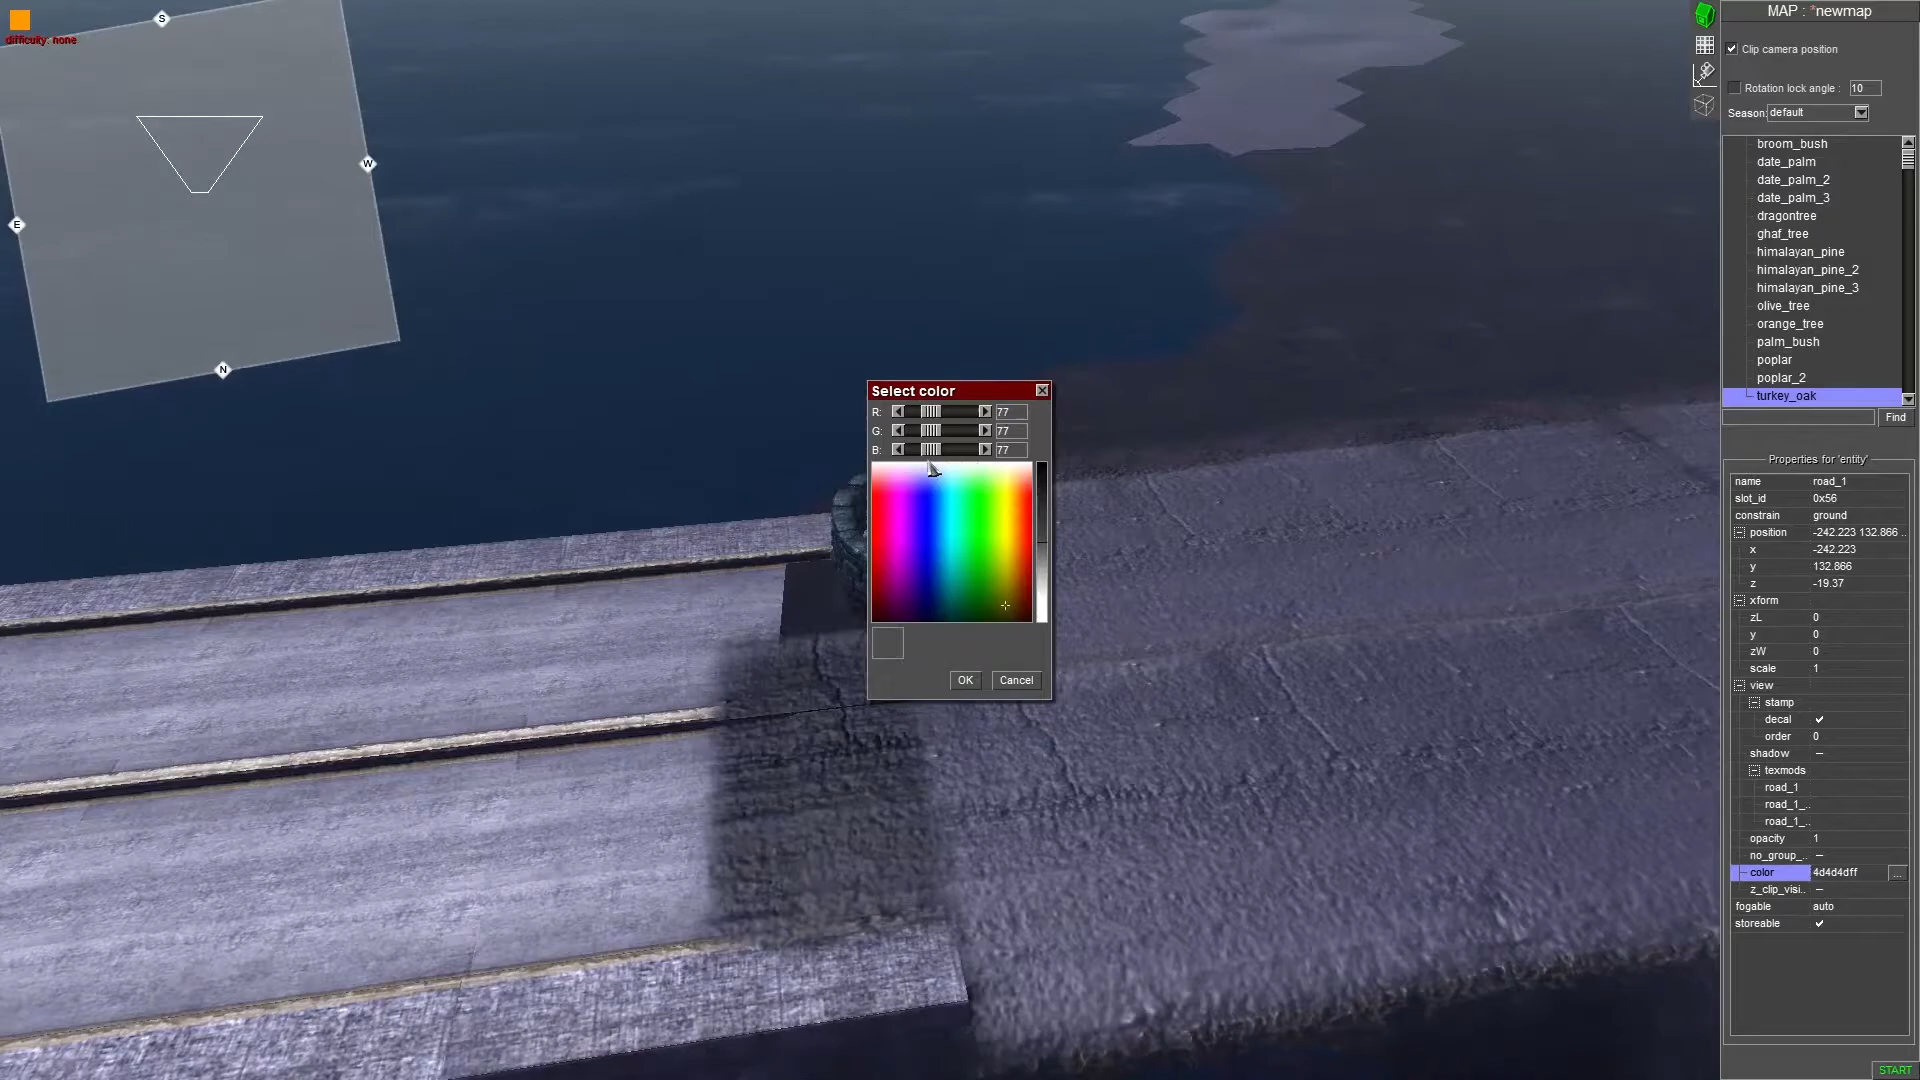 S
difficulty: none
W
E
N
MAP : *newmap
Clip camera position
Rotation lock angle : 10
Season: default
broom_bush
date_palm
date_palm_2
date_palm_3
dragontree
ghaf_tree
himalayan_pine
himalayan_pine_2
himalayan_pine_3
olive_tree
orange_tree
palm_bush
poplar
poplar_2
turkey_oak
Find
Select color
R: 77
G: 77
B: 77
OK Cancel
Properties for 'entity'
name road_1
slot_id 0x56
constrain ground
position -242.223 132.866 ..
x -242.223
y 132.866
z -19.37
xform
zL 0
y 0
zW 0
scale 1
view
stamp
decal
order 0
shadow
texmods
road_1
road_1_..
road_1_..
opacity 1
no_group_..
color 4d4d4dff ...
z_clip_visi..
fogable auto
storeable
START